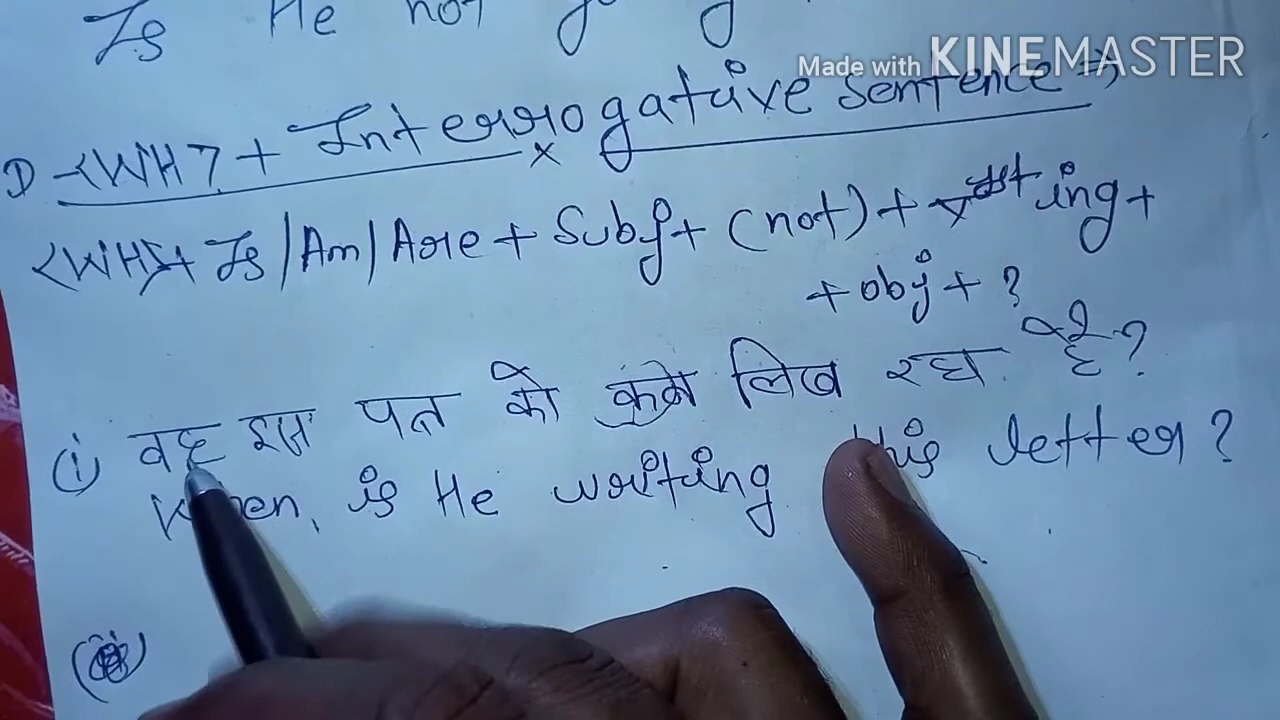 Is He not
Made with KINEMASTER
D <WH> + Interrogative sentence ⇒
<WH>+ Is/Am/Are + Subj + (not) + ing +
+ obj + ?
(i) वह इस पत्र को कब लिख रहा है?
When, is He writing this letter?